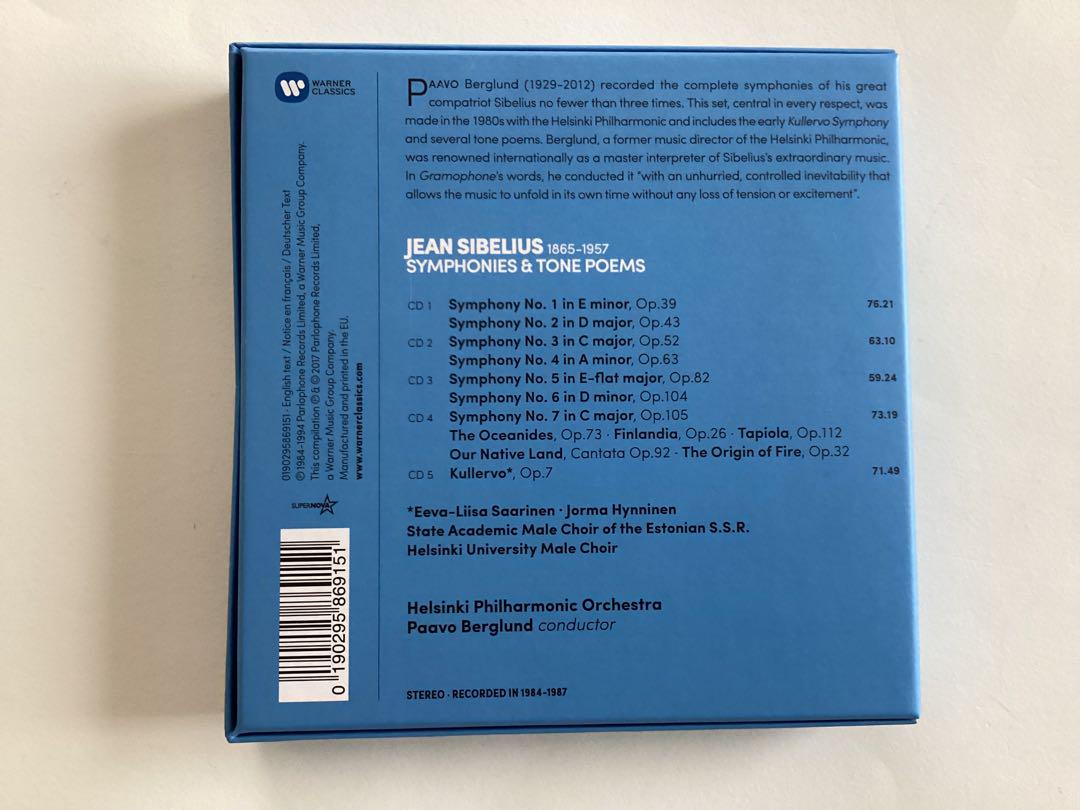 WARNER
CLASSICS
PAAVO Berglund (1929-2012) recorded the complete symphonies of his great
compatriot Sibelius no fewer than three times. This set, central in every respect, was
made in the 1980s with the Helsinki Philharmonic and includes the early Kullervo Symphony
and several tone poems. Berglund, a former music director of the Helsinki Philharmonic,
was renowned internationally as a master interpreter of Sibelius's extraordinary music.
In Gramophone's words, he conducted it "with an unhurried, controlled inevitability that
allows the music to unfold in its own time without any loss of tension or excitement".
JEAN SIBELIUS 1865-1957
SYMPHONIES & TONE POEMS
CD 1 Symphony No. 1 in E minor, Op.39 76.21
Symphony No. 2 in D major, Op.43
CD 2 Symphony No. 3 in C major, Op.52 63.10
Symphony No. 4 in A minor, Op.63
CD 3 Symphony No. 5 in E-flat major, Op.82 59.24
Symphony No. 6 in D minor, Op.104
CD 4 Symphony No. 7 in C major, Op.105 73.19
The Oceanides, Op.73 · Finlandia, Op.26 · Tapiola, Op.112
Our Native Land, Cantata Op.92 · The Origin of Fire, Op.32
CD 5 Kullervo*, Op.7 71.49
*Eeva-Liisa Saarinen · Jorma Hynninen
State Academic Male Choir of the Estonian S.S.R.
Helsinki University Male Choir
Helsinki Philharmonic Orchestra
Paavo Berglund conductor
STEREO · RECORDED IN 1984-1987
0190295869151 · English text / Notice en français / Deutscher Text
℗ 1984-1994 Parlophone Records Limited, a Warner Music Group Company.
This compilation ℗ & © 2017 Parlophone Records Limited,
a Warner Music Group Company.
Manufactured and printed in the EU.
www.warnerclassics.com
SUPERNOVA
0 190295 869151